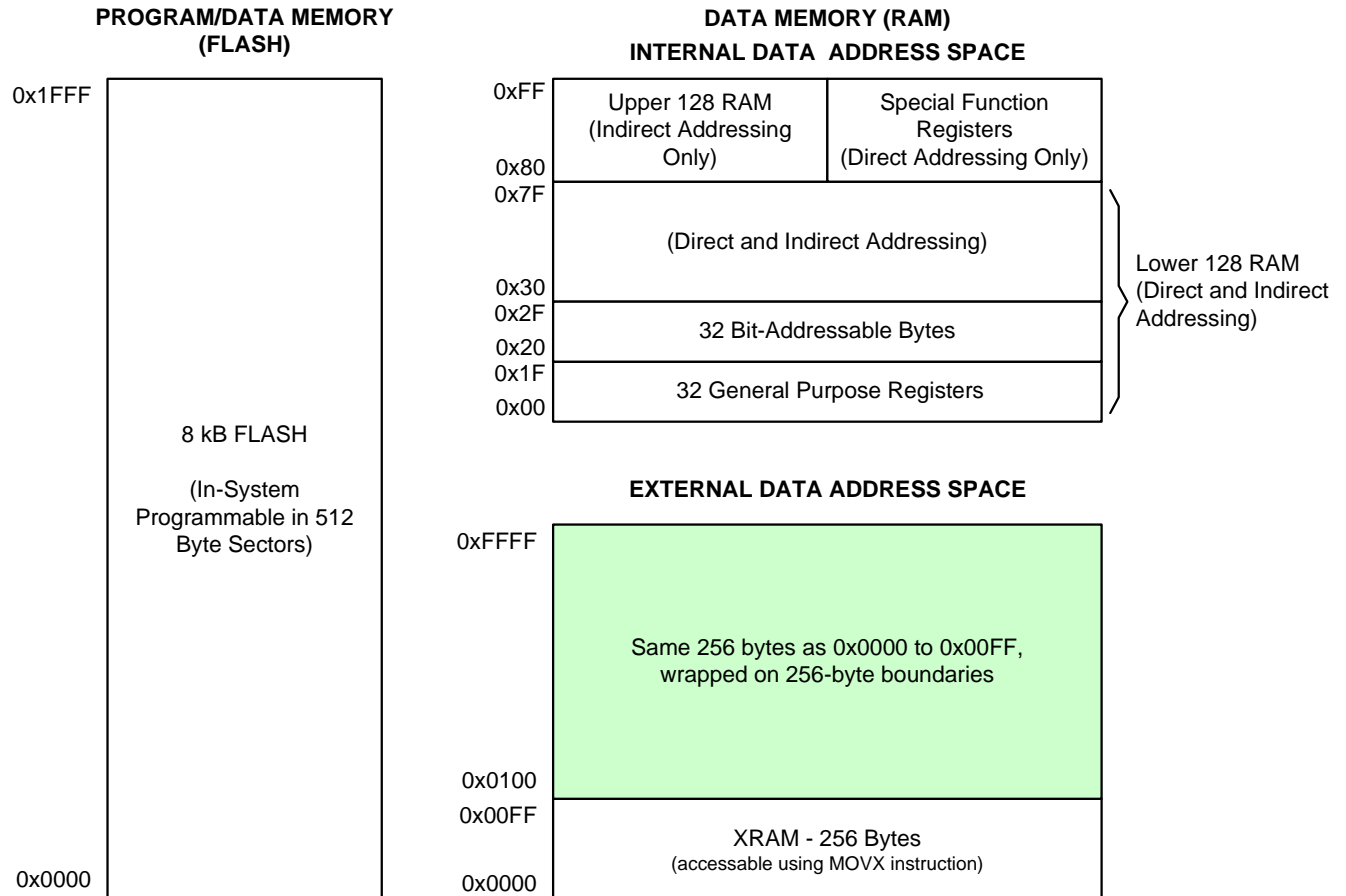 PROGRAM/DATA MEMORY
(FLASH)
0x1FFF
8 kB FLASH
(In-System
Programmable in 512
Byte Sectors)
0x0000
DATA MEMORY (RAM)
INTERNAL DATA ADDRESS SPACE
0xFF
Upper 128 RAM
(Indirect Addressing
Only)
Special Function
Registers
(Direct Addressing Only)
0x80
0x7F
(Direct and Indirect Addressing)
0x30
0x2F
32 Bit-Addressable Bytes
0x20
0x1F
32 General Purpose Registers
0x00
Lower 128 RAM
(Direct and Indirect
Addressing)
EXTERNAL DATA ADDRESS SPACE
0xFFFF
Same 256 bytes as 0x0000 to 0x00FF,
wrapped on 256-byte boundaries
0x0100
0x00FF
XRAM - 256 Bytes
(accessable using MOVX instruction)
0x0000